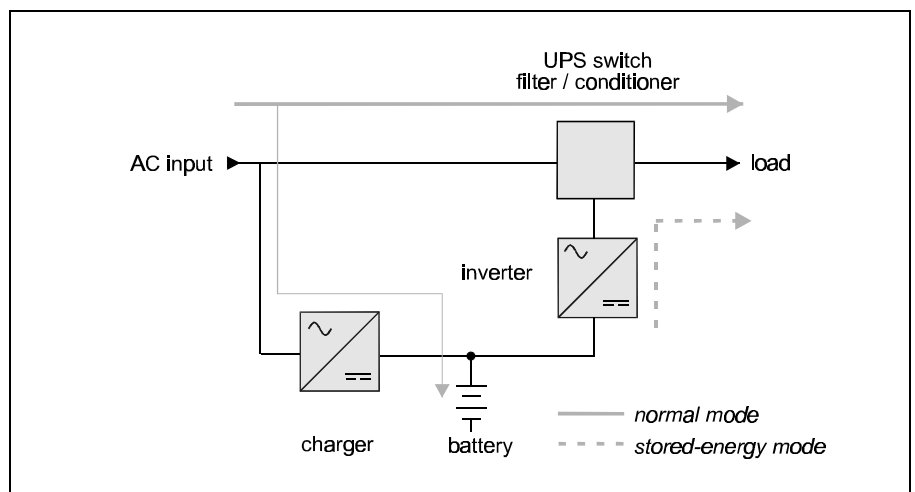 UPS switch
filter / conditioner
AC input
load
inverter
charger
battery
normal mode
stored-energy mode